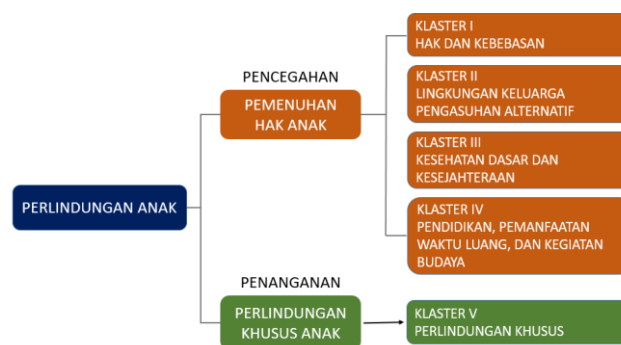 PERLINDUNGAN ANAK
PENCEGAHAN
PEMENUHAN
HAK ANAK
KLASTER I
HAK DAN KEBEBASAN
KLASTER II
LINGKUNGAN KELUARGA
PENGASUHAN ALTERNATIF
KLASTER III
KESEHATAN DASAR DAN
KESEJAHTERAAN
KLASTER IV
PENDIDIKAN, PEMANFAATAN
WAKTU LUANG, DAN KEGIATAN
BUDAYA
PENANGANAN
PERLINDUNGAN
KHUSUS ANAK
KLASTER V
PERLINDUNGAN KHUSUS